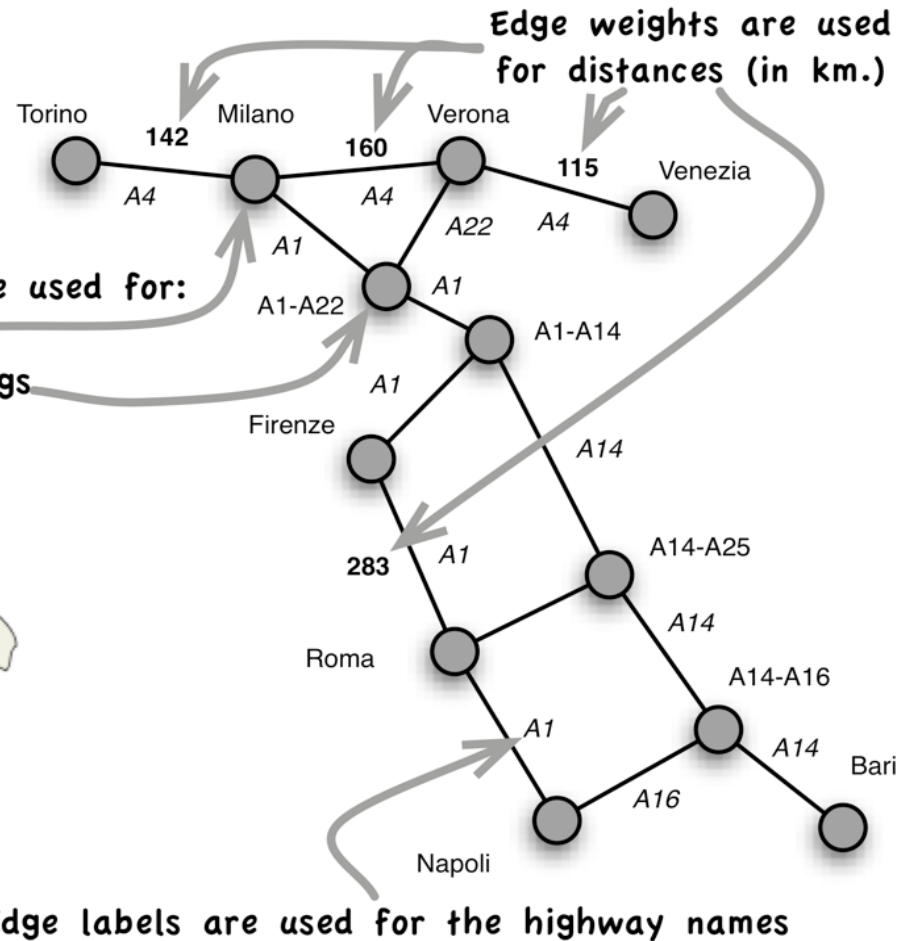 Edge weights are used
for distances (in km.)
Torino
142
Milano
160
Verona
115
Venezia
A4
A4
A22
A4
A1
used for:
A1-A22
A1
A1-A14
gs
A1
Firenze
A14
283
A1
A14-A25
A14
Roma
A14-A16
A1
A14
Bari
A16
Napoli
dge labels are used for the highway names